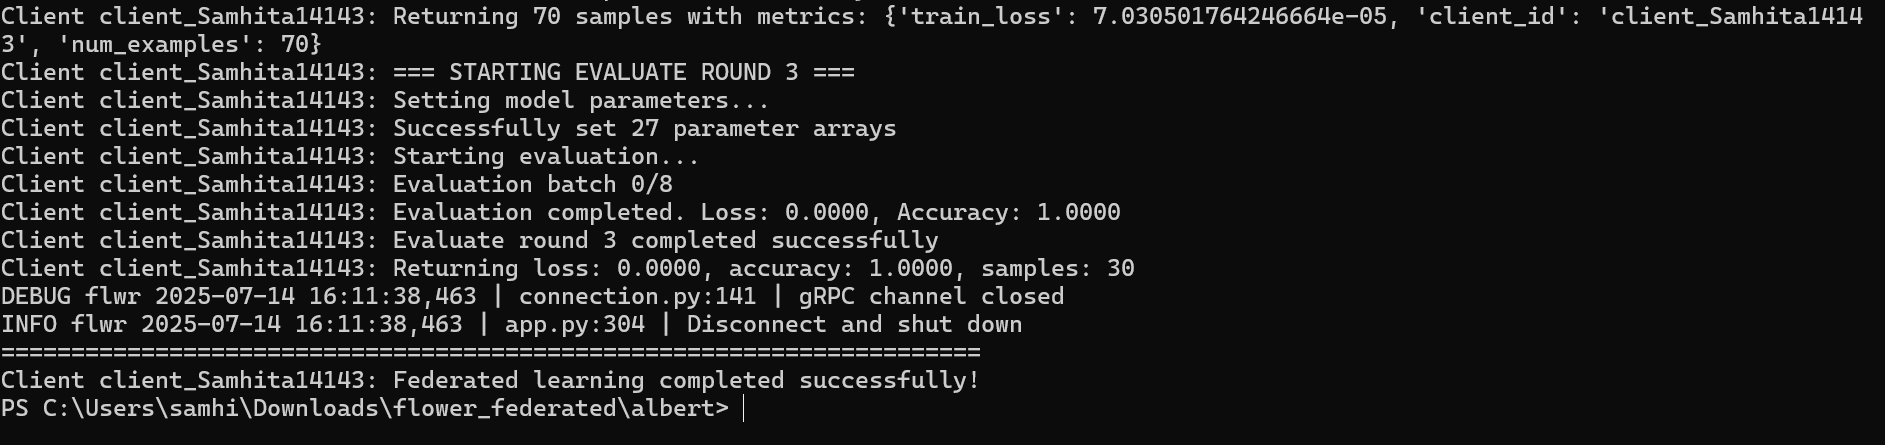 Client client_Samhita14143: Returning 70 samples with metrics: {'train_loss': 7.030501764246664e-05, 'client_id': 'client_Samhita1414
3', 'num_examples': 70}
Client client_Samhita14143: === STARTING EVALUATE ROUND 3 ===
Client client_Samhita14143: Setting model parameters...
Client client_Samhita14143: Successfully set 27 parameter arrays
Client client_Samhita14143: Starting evaluation...
Client client_Samhita14143: Evaluation batch 0/8
Client client_Samhita14143: Evaluation completed. Loss: 0.0000, Accuracy: 1.0000
Client client_Samhita14143: Evaluate round 3 completed successfully
Client client_Samhita14143: Returning loss: 0.0000, accuracy: 1.0000, samples: 30
DEBUG flwr 2025-07-14 16:11:38,463 | connection.py:141 | gRPC channel closed
INFO flwr 2025-07-14 16:11:38,463 | app.py:304 | Disconnect and shut down
======================================================================
Client client_Samhita14143: Federated learning completed successfully!
PS C:\Users\samhi\Downloads\flower_federated\albert>